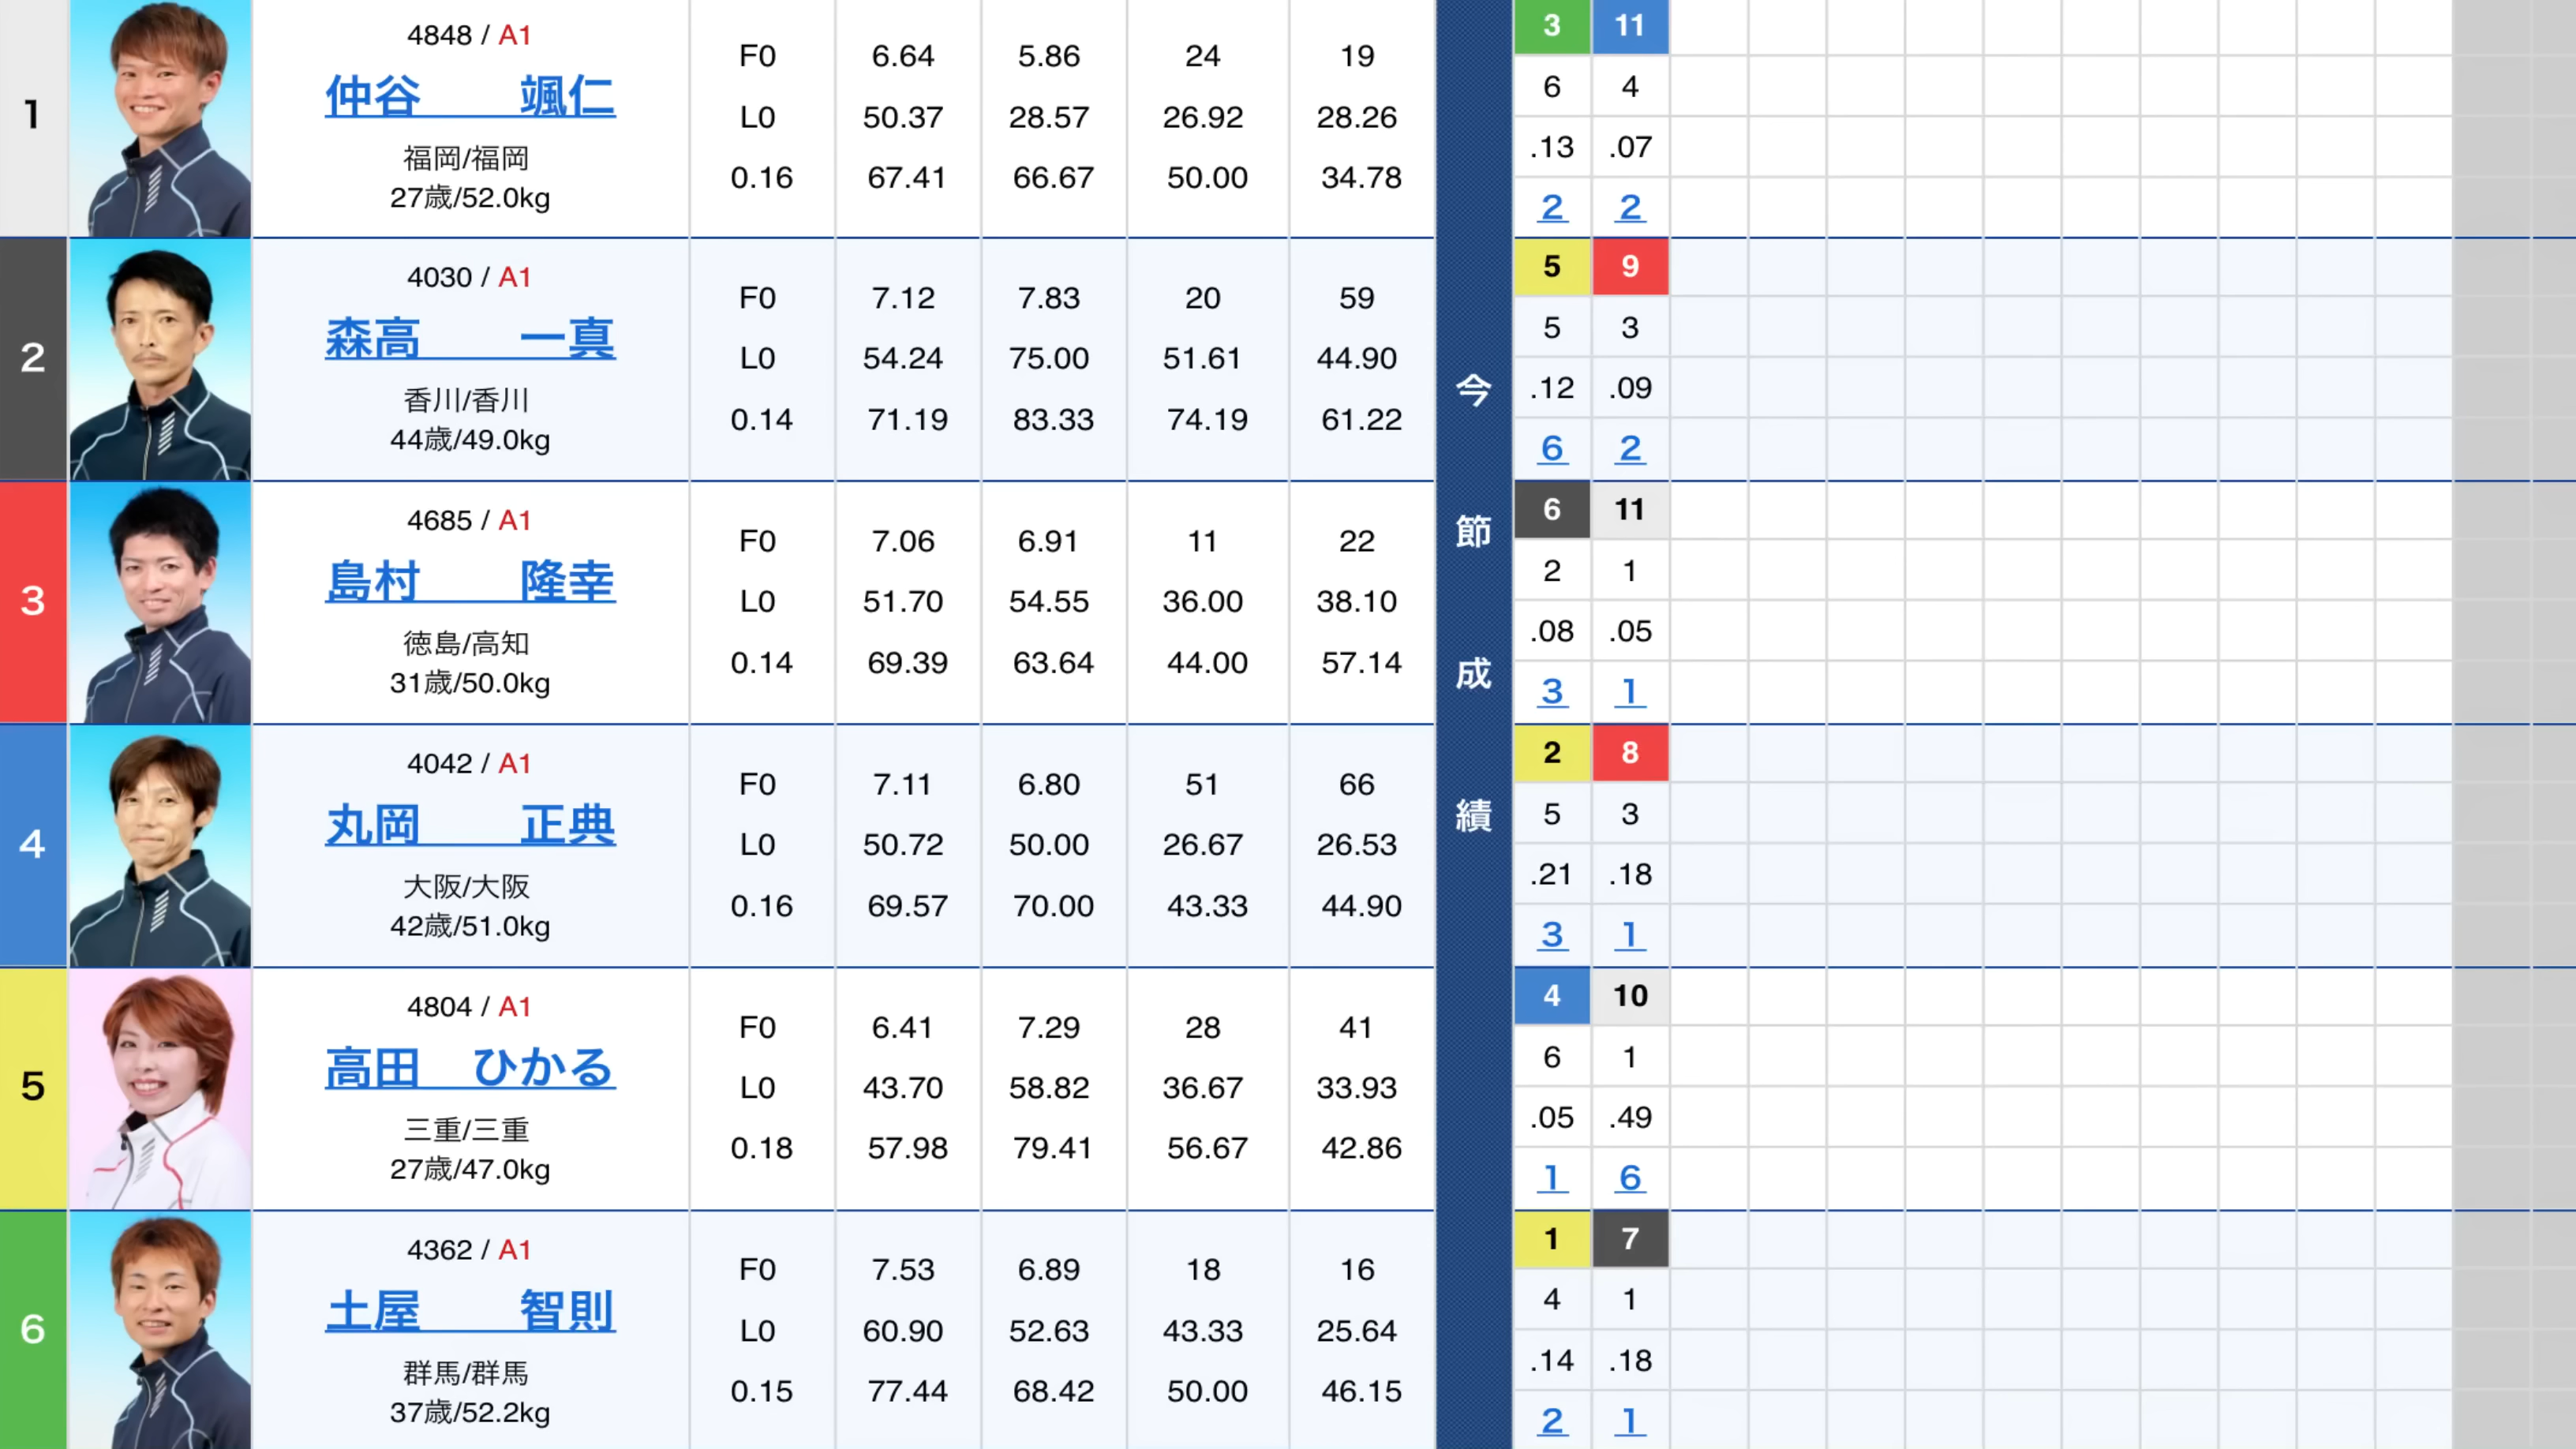 1
4848 / A1
仲谷 颯仁
福岡/福岡
27歳/52.0kg
F0 6.64 5.86 24 19
L0 50.37 28.57 26.92 28.26
0.16 67.41 66.67 50.00 34.78
3 11
6 4
.13 .07
2 2
2
4030 / A1
森高 一真
香川/香川
44歳/49.0kg
F0 7.12 7.83 20 59
L0 54.24 75.00 51.61 44.90
0.14 71.19 83.33 74.19 61.22
5 9
5 3
.12 .09
6 2
3
4685 / A1
島村 隆幸
徳島/高知
31歳/50.0kg
F0 7.06 6.91 11 22
L0 51.70 54.55 36.00 38.10
0.14 69.39 63.64 44.00 57.14
今節成績
6 11
2 1
.08 .05
3 1
4
4042 / A1
丸岡 正典
大阪/大阪
42歳/51.0kg
F0 7.11 6.80 51 66
L0 50.72 50.00 26.67 26.53
0.16 69.57 70.00 43.33 44.90
2 8
5 3
.21 .18
3 1
5
4804 / A1
高田 ひかる
三重/三重
27歳/47.0kg
F0 6.41 7.29 28 41
L0 43.70 58.82 36.67 33.93
0.18 57.98 79.41 56.67 42.86
4 10
6 1
.05 .49
1 6
6
4362 / A1
土屋 智則
群馬/群馬
37歳/52.2kg
F0 7.53 6.89 18 16
L0 60.90 52.63 43.33 25.64
0.15 77.44 68.42 50.00 46.15
1 7
4 1
.14 .18
2 1